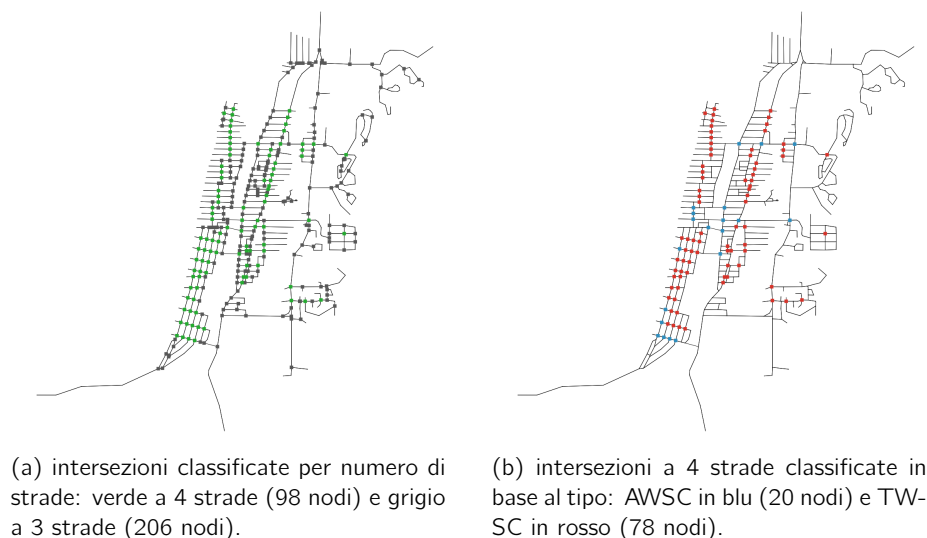 (a) intersezioni classificate per numero di
strade: verde a 4 strade (98 nodi) e grigio
a 3 strade (206 nodi).
(b) intersezioni a 4 strade classificate in
base al tipo: AWSC in blu (20 nodi) e TW-
SC in rosso (78 nodi).